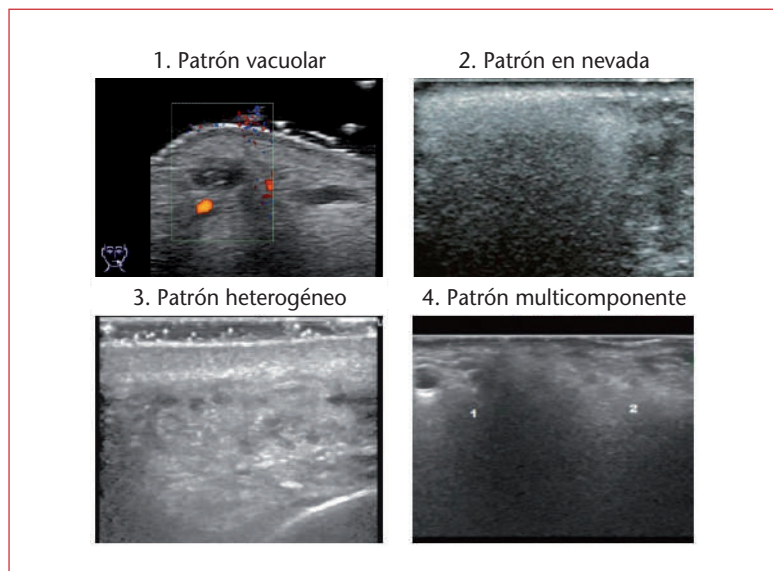 1. Patrón vacuolar
2. Patrón en nevada
3. Patrón heterogéneo
4. Patrón multicomponente
1
2